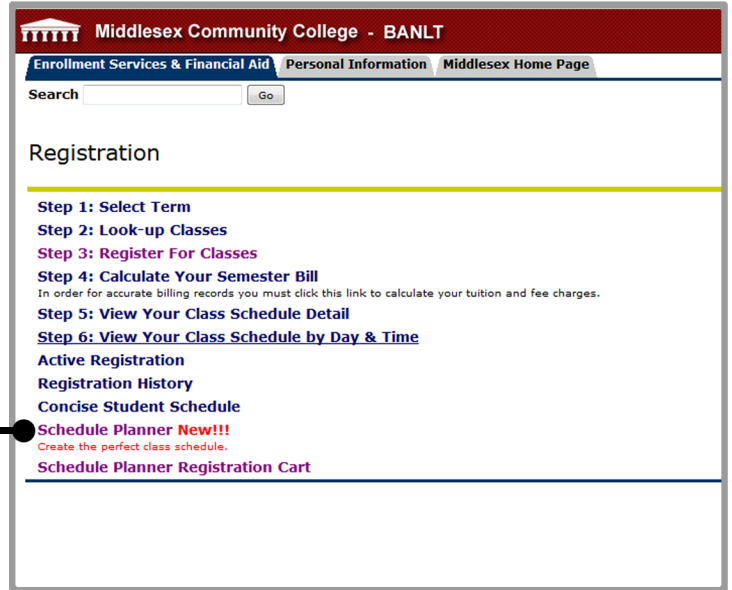 Middlesex Community College - BANLT
Enrollment Services & Financial Aid Personal Information Middlesex Home Page
Search Go
Registration
Step 1: Select Term
Step 2: Look-up Classes
Step 3: Register For Classes
Step 4: Calculate Your Semester Bill
In order for accurate billing records you must click this link to calculate your tuition and fee charges.
Step 5: View Your Class Schedule Detail
Step 6: View Your Class Schedule by Day & Time
Active Registration
Registration History
Concise Student Schedule
Schedule Planner New!!!
Create the perfect class schedule.
Schedule Planner Registration Cart